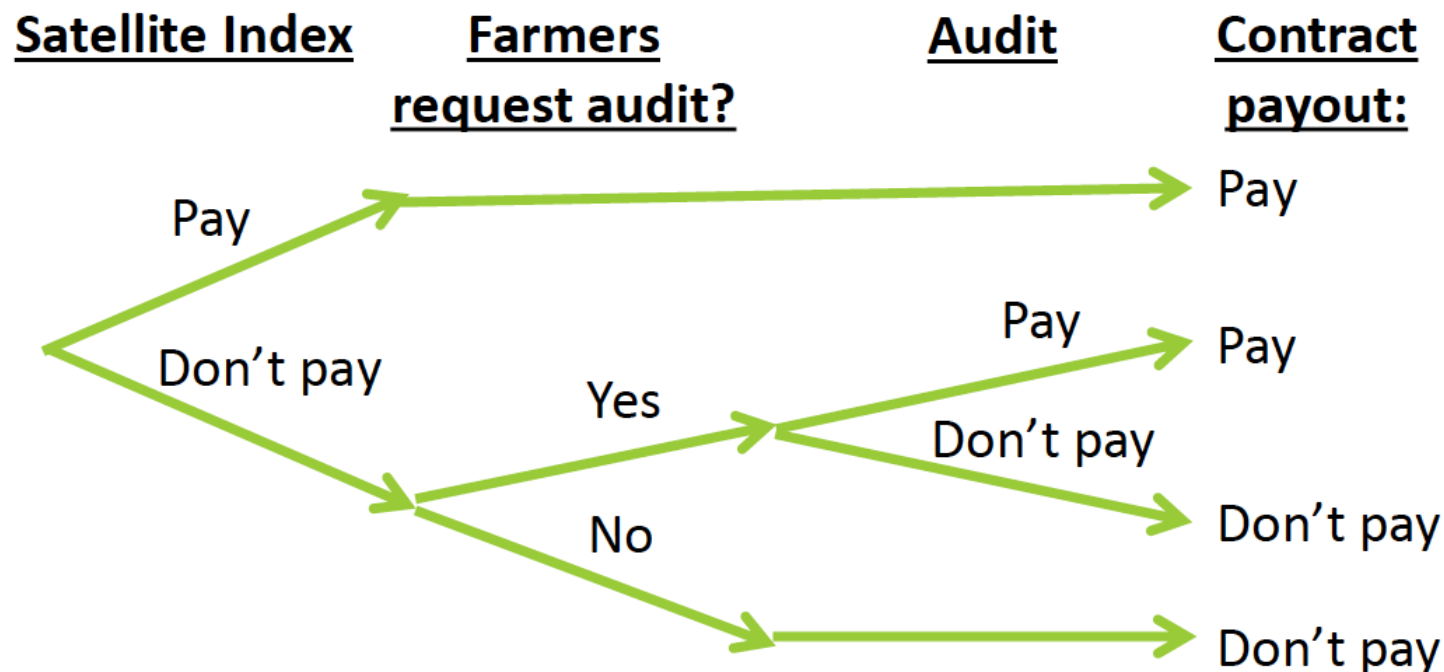 Satellite Index
Farmers
request audit?
Audit
Contract
payout:
Pay
Pay
Don’t pay
Yes
Pay
Pay
Don’t pay
Don’t pay
No
Don’t pay